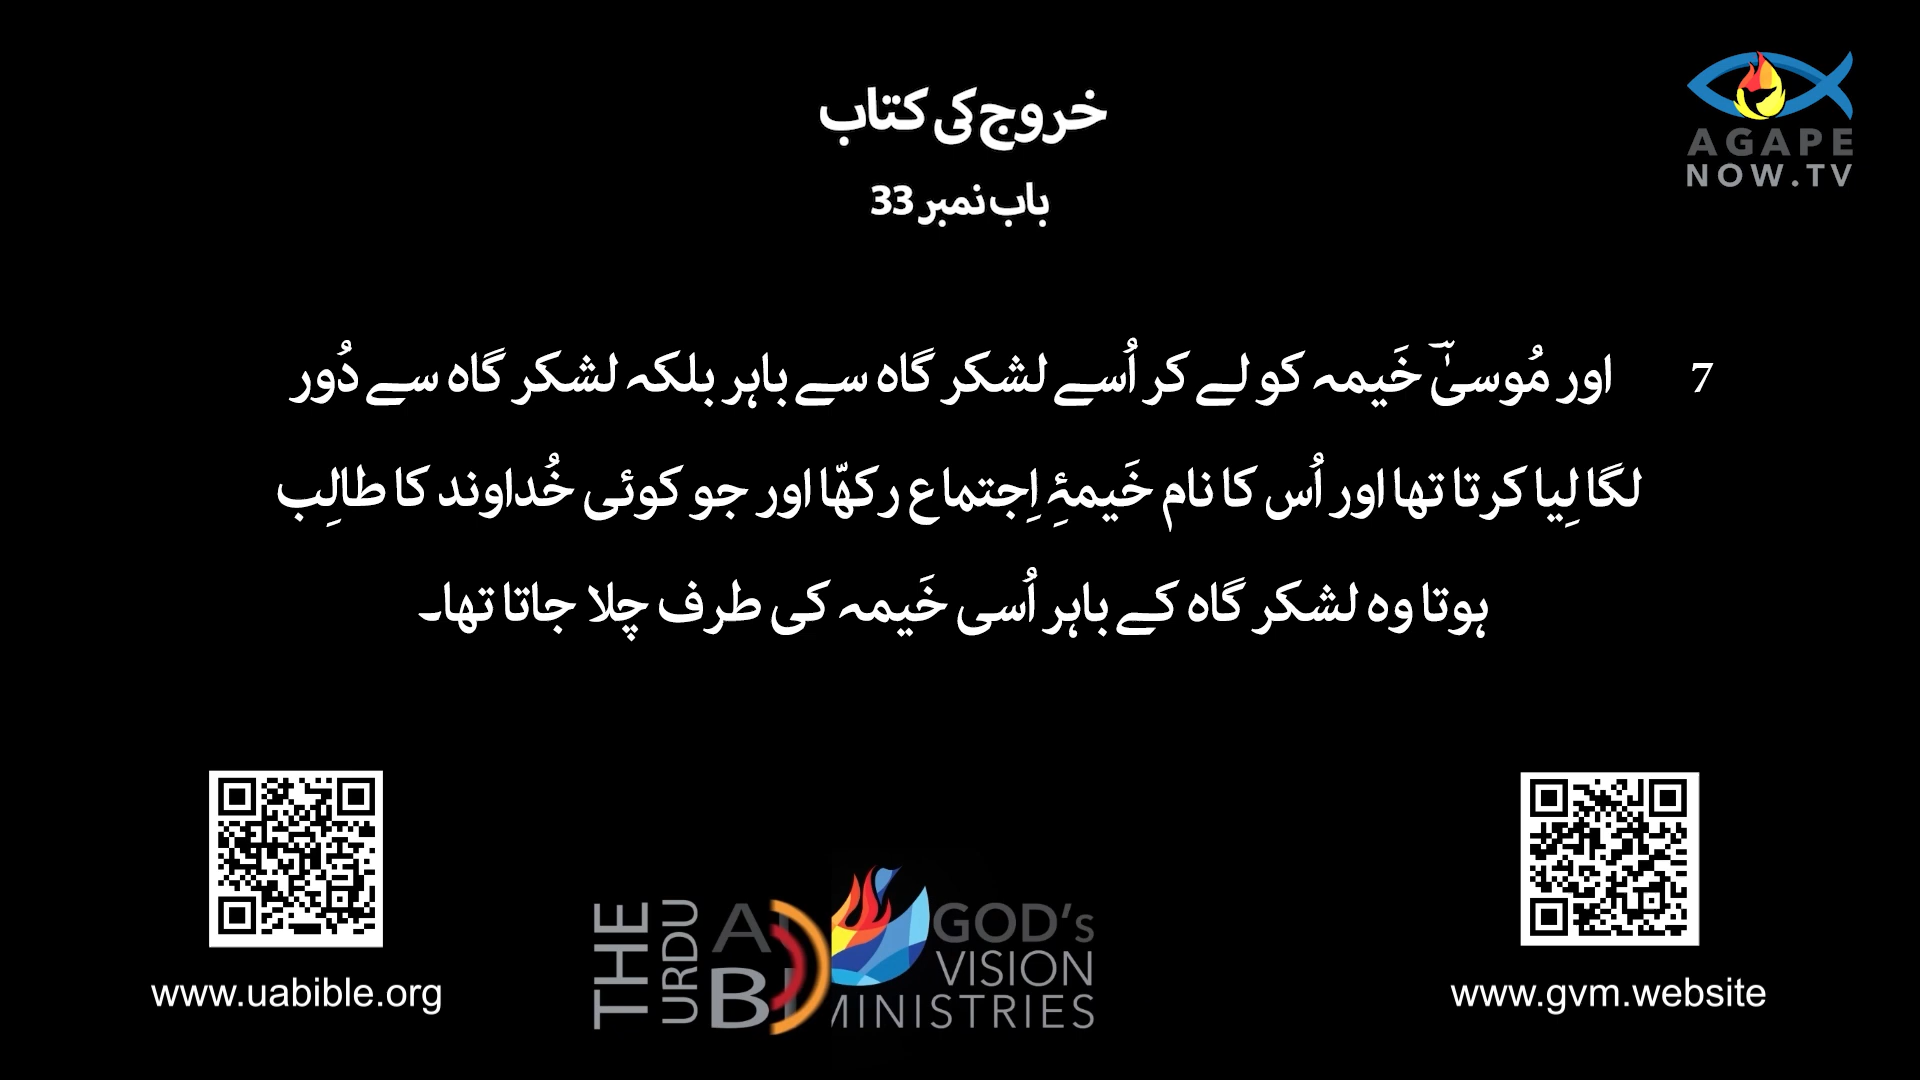 خروج کی کتاب
باب نمبر 33
AGAPE
NOW.TV
7 اور مُوسیٰؔ خَیمہ کو لے کر اُسے لشکر گاہ سے باہر بلکہ لشکر گاہ سے دُور
لگا لِیا کرتا تھا اور اُس کا نام خَیمۂِ اِجتماع رکھّا اور جو کوئی خُداوند کا طالِب
ہوتا وہ لشکر گاہ کے باہر اُسی خَیمہ کی طرف چلا جاتا تھا۔
www.uabible.org
THE
URDU
GOD's
VISION
MINISTRIES
www.gvm.website